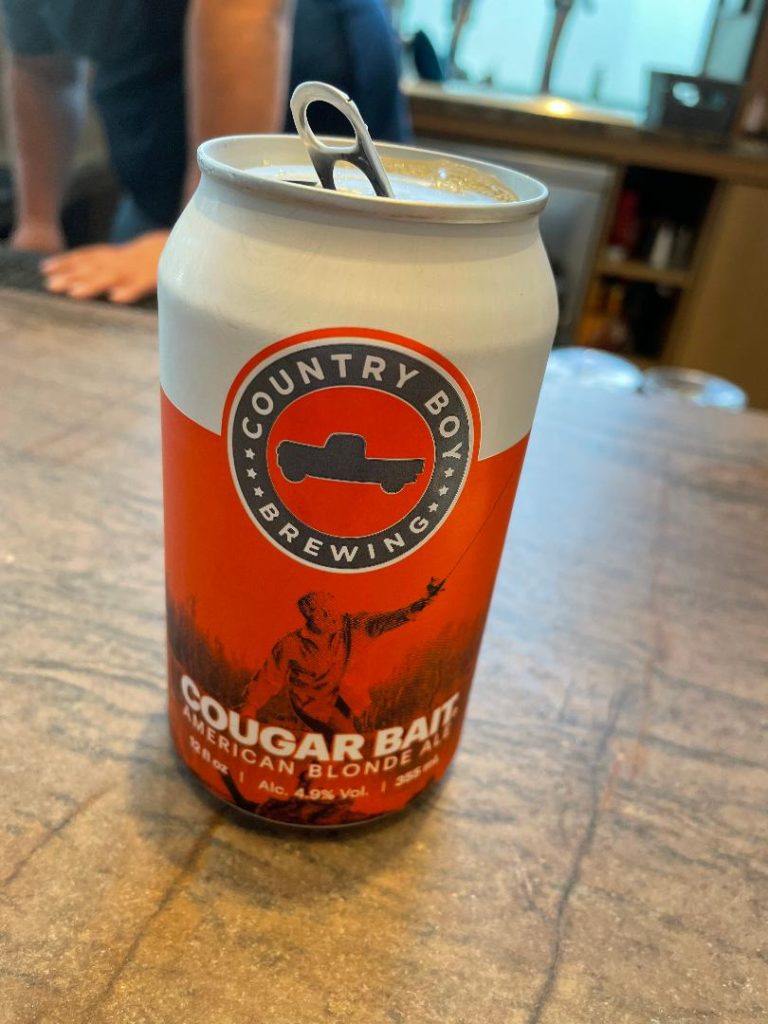 COUNTRY BOY
BREWING
COUGAR BAIT
AMERICAN BLONDE ALE
12 fl oz | Alc. 4.9% Vol. | 355 mL